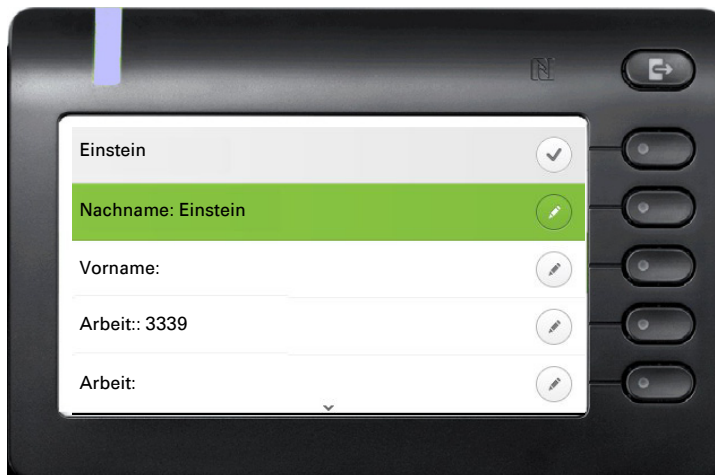 Einstein
Nachname: Einstein
Vorname:
Arbeit:: 3339
Arbeit: